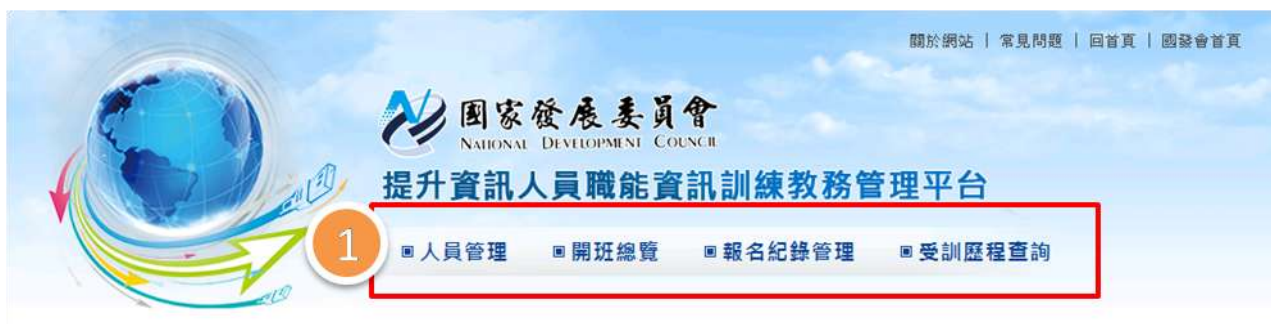 關於網站 | 常見問題 | 回首頁 | 國發會首頁
國家發展委員會
NATIONAL DEVELOPMENT COUNCIL
提升資訊人員職能資訊訓練教務管理平台
1
人員管理 開班總覽 報名紀錄管理 受訓歷程查詢